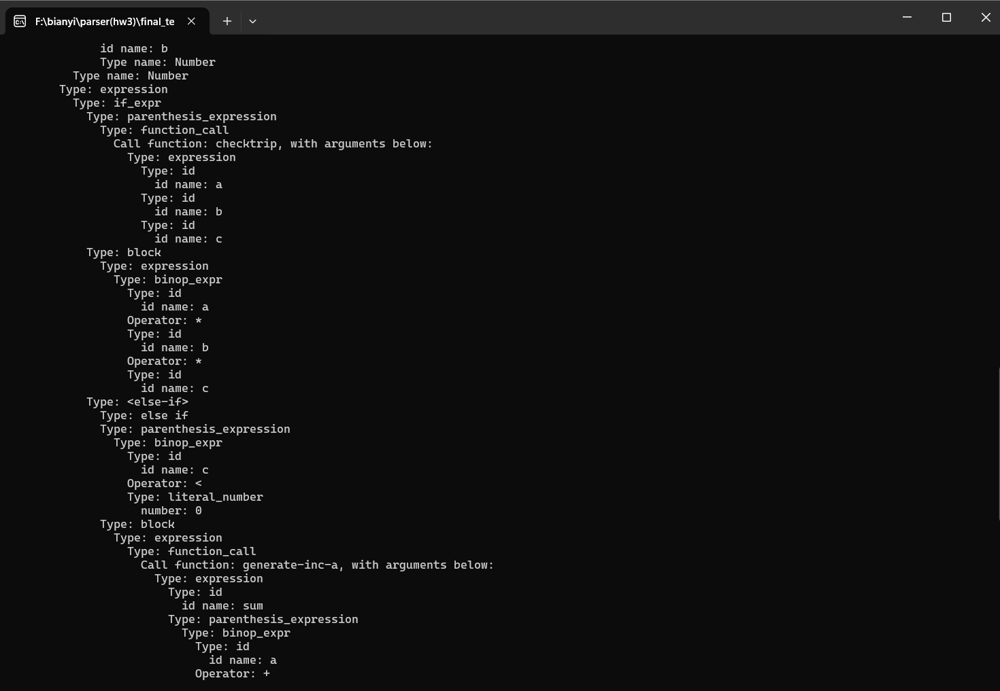 F:\bianyi\parser(hw3)\final_te
id name: b
Type name: Number
Type name: Number
Type: expression
Type: if_expr
Type: parenthesis_expression
Type: function_call
Call function: checktrip, with arguments below:
Type: expression
Type: id
id name: a
Type: id
id name: b
Type: id
id name: c
Type: block
Type: expression
Type: binop_expr
Type: id
id name: a
Operator: *
Type: id
id name: b
Operator: *
Type: id
id name: c
Type: <else-if>
Type: else if
Type: parenthesis_expression
Type: binop_expr
Type: id
id name: c
Operator: <
Type: literal_number
number: 0
Type: block
Type: expression
Type: function_call
Call function: generate-inc-a, with arguments below:
Type: expression
Type: id
id name: sum
Type: parenthesis_expression
Type: binop_expr
Type: id
id name: a
Operator: +